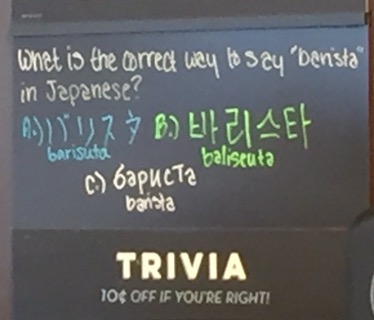 What is the correct way to say "barista"
in Japanese?
A.) バリスタ B.) 바리스타
barisuta baliseuta
C.) бариста
barista
TRIVIA
10¢ OFF IF YOU'RE RIGHT!